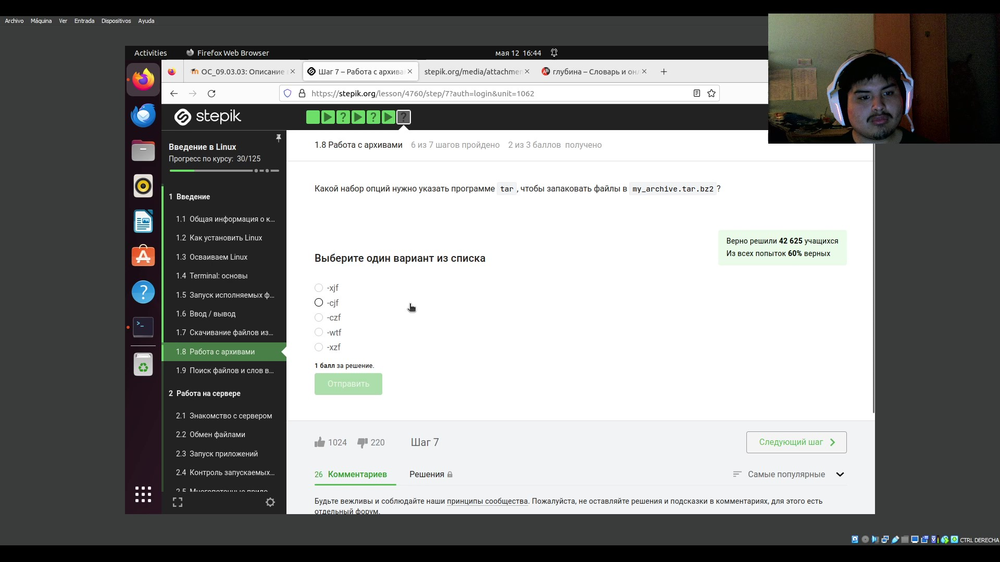 Archivo Máquina Ver Entrada Dispositivos Ayuda
Activities Firefox Web Browser мая 12 16:44
ОС_09.03.03: Описание
Шаг 7 – Работа с архива
stepik.org/media/attachmen
глубина – Словарь и онл
https://stepik.org/lesson/4760/step/7?auth=login&unit=1062
stepik
Введение в Linux
Прогресс по курсу: 30/125
1 Введение
1.1 Общая информация о к...
1.2 Как установить Linux
1.3 Осваиваем Linux
1.4 Terminal: основы
1.5 Запуск исполняемых ф...
1.6 Ввод / вывод
1.7 Скачивание файлов из...
1.8 Работа с архивами
1.9 Поиск файлов и слов в...
2 Работа на сервере
2.1 Знакомство с сервером
2.2 Обмен файлами
2.3 Запуск приложений
2.4 Контроль запускаемых...
2.5 Многопоточные прило...
1.8 Работа с архивами 6 из 7 шагов пройдено 2 из 3 баллов получено
Какой набор опций нужно указать программе tar, чтобы запаковать файлы в my_archive.tar.bz2?
Верно решили 42 625 учащихся
Из всех попыток 60% верных
Выберите один вариант из списка
-xjf
-cjf
-czf
-wtf
-xzf
1 балл за решение.
Отправить
1024 220 Шаг 7 Следующий шаг
26 Комментариев Решения Самые популярные
Будьте вежливы и соблюдайте наши принципы сообщества. Пожалуйста, не оставляйте решения и подсказки в комментариях, для этого есть
отдельный форум.
CTRL DERECHA